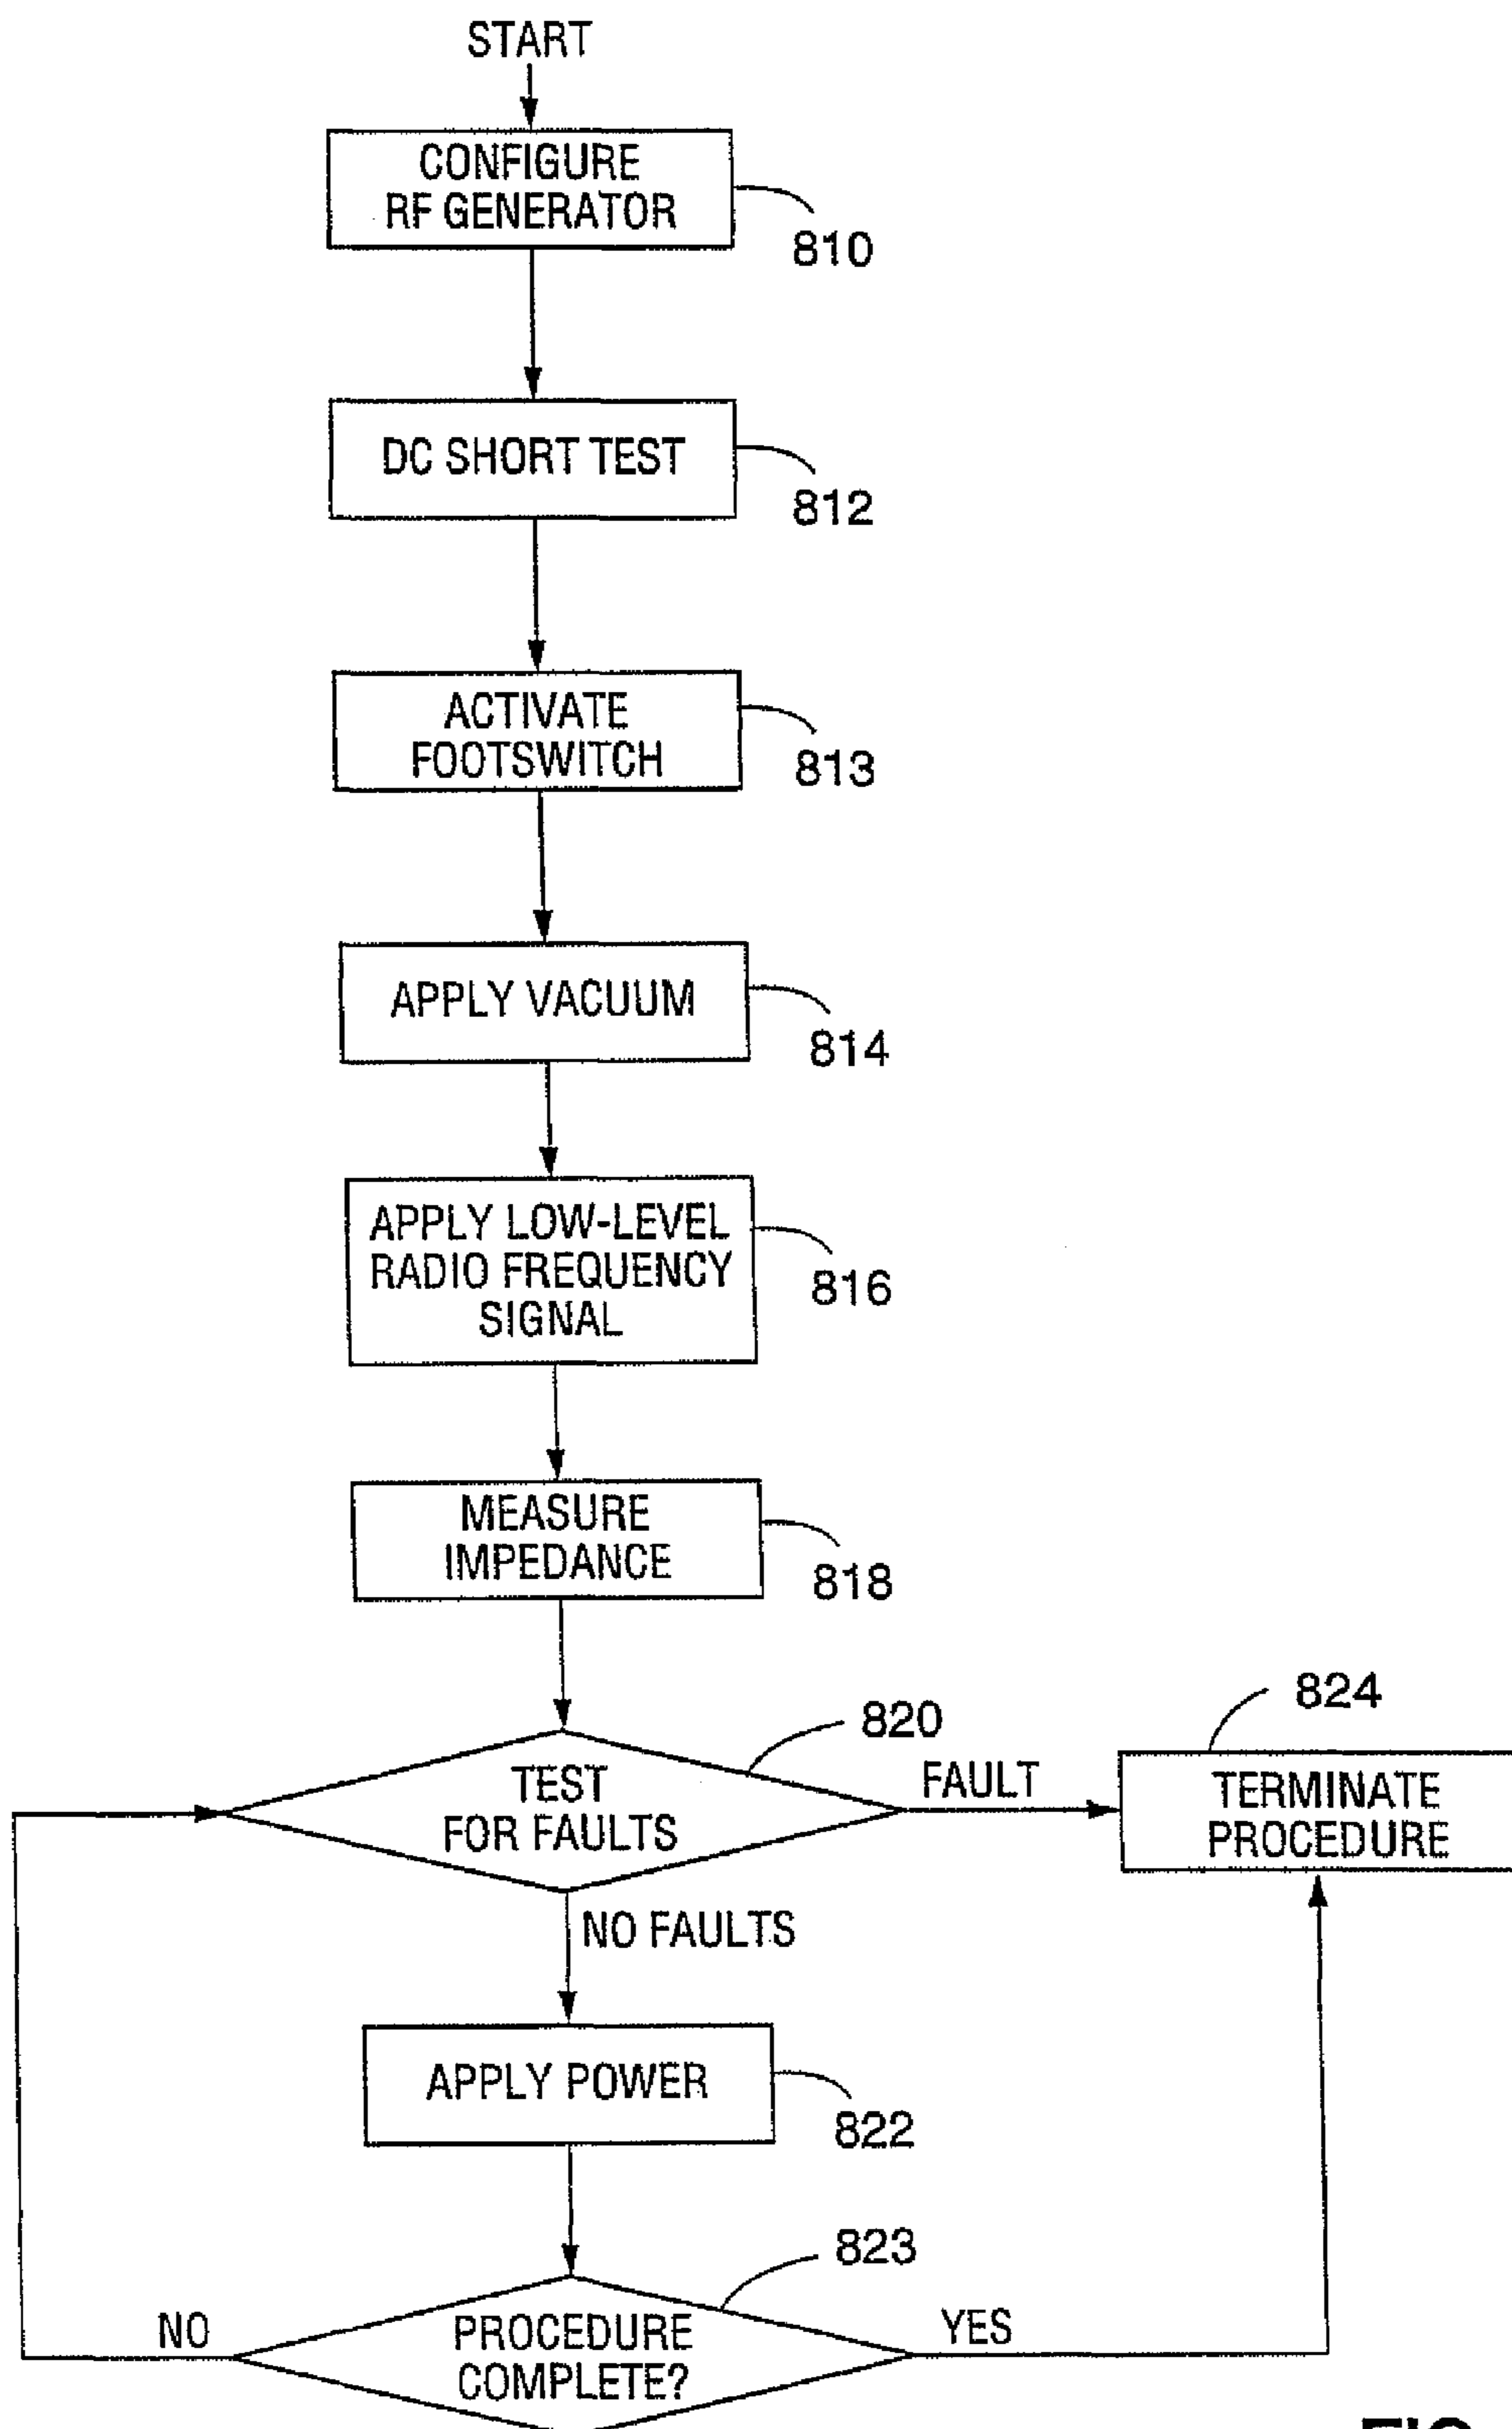 START
CONFIGURE
RF GENERATOR
810
DC SHORT TEST
812
ACTIVATE
FOOTSWITCH
813
APPLY VACUUM
814
APPLY LOW-LEVEL
RADIO FREQUENCY
SIGNAL
816
MEASURE
IMPEDANCE
818
820
824
TEST
FOR FAULTS
FAULT
TERMINATE
PROCEDURE
NO FAULTS
APPLY POWER
822
823
NO
PROCEDURE
COMPLETE?
YES